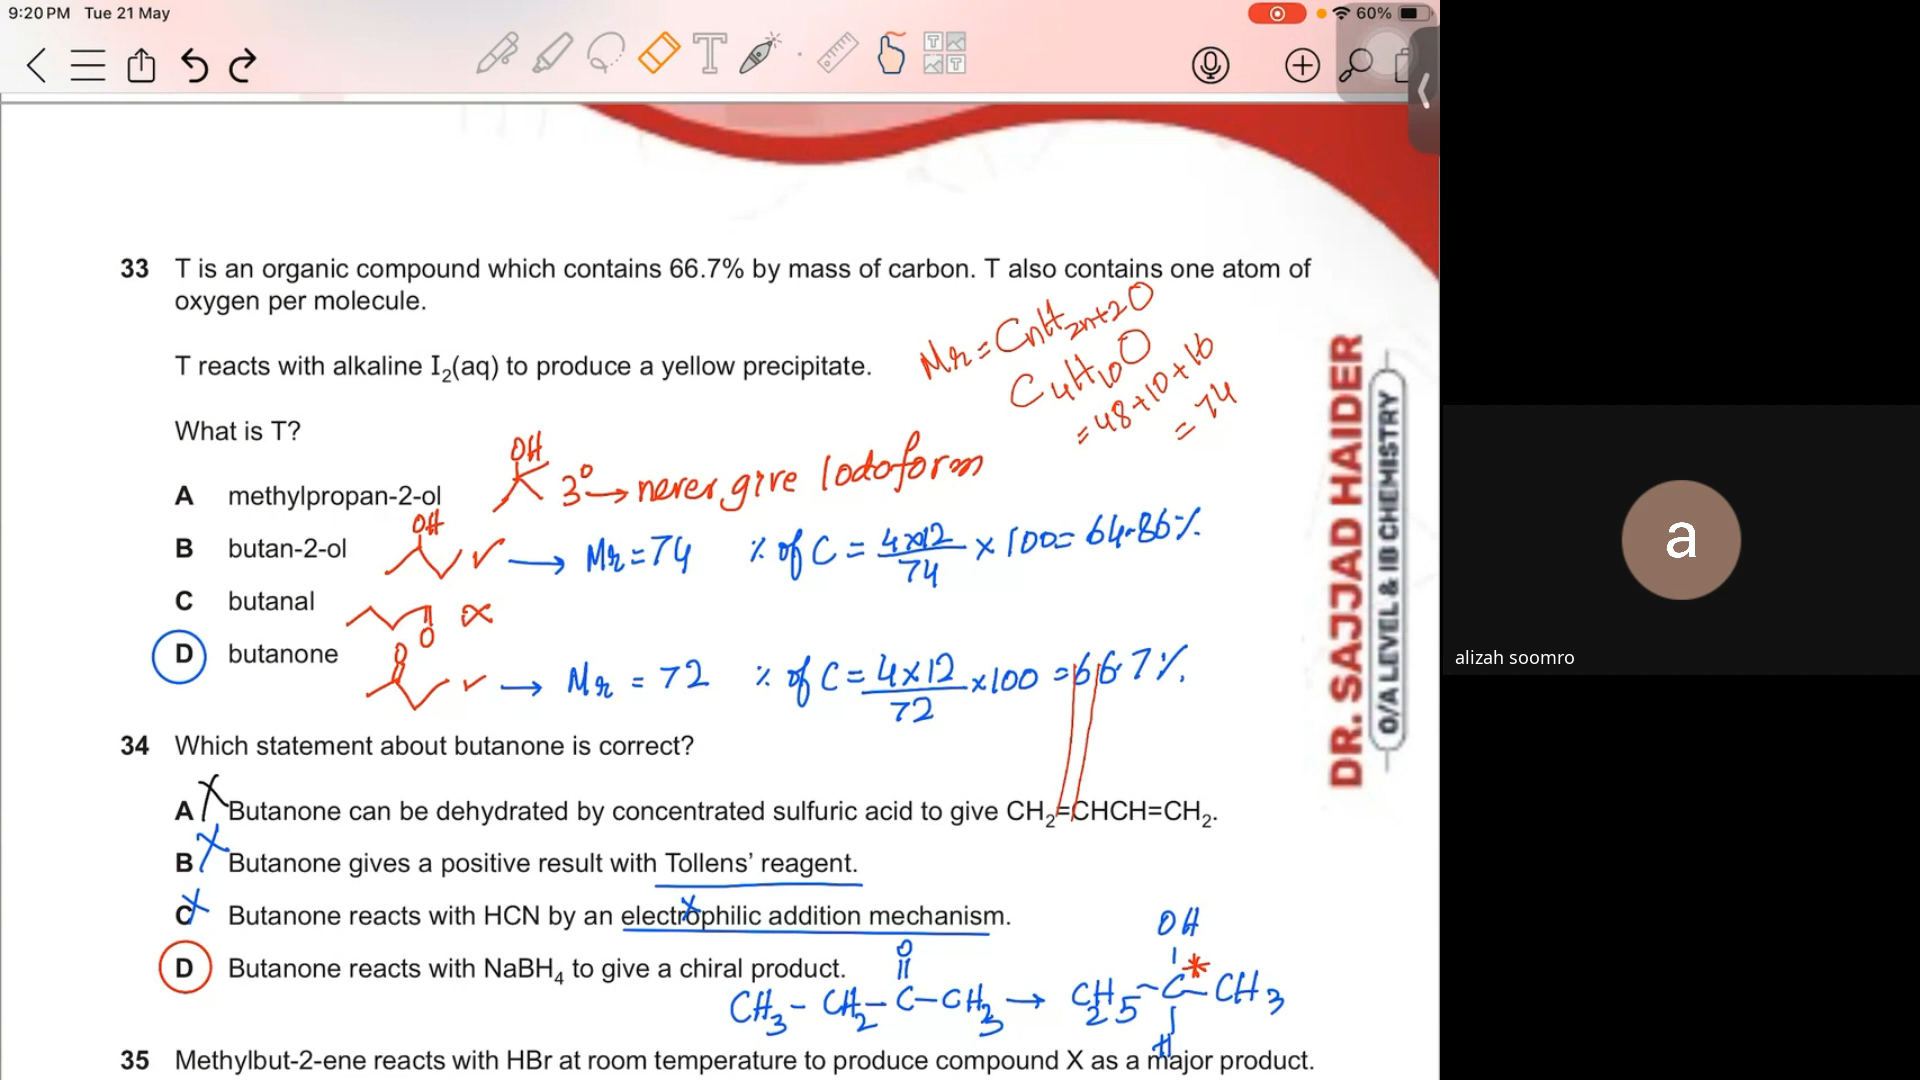 9:20 PM Tue 21 May
60%
33 T is an organic compound which contains 66.7% by mass of carbon. T also contains one atom of
oxygen per molecule.
Mr = CnH2n+2O
T reacts with alkaline I2(aq) to produce a yellow precipitate.
C4H10O
= 48+10+16
= 74
What is T?
OH
A methylpropan-2-ol
3° → never give Iodoform
OH
B butan-2-ol
✓ → Mr = 74 % of C = 4×12/74 × 100 = 64.86%
C butanal
O
D butanone
O
✓ → Mr = 72 % of C = 4×12/72 ×100 = 66.7%.
34 Which statement about butanone is correct?
A Butanone can be dehydrated by concentrated sulfuric acid to give CH2=CHCH=CH2.
B Butanone gives a positive result with Tollens’ reagent.
C Butanone reacts with HCN by an electrophilic addition mechanism.
D Butanone reacts with NaBH4 to give a chiral product.
O
OH
CH3 - CH2 - C - CH3 → C2H5 - C* - CH3
H
35 Methylbut-2-ene reacts with HBr at room temperature to produce compound X as a major product.
DR. SAJJAD HAIDER
O/A LEVEL & IB CHEMISTRY
a
alizah soomro